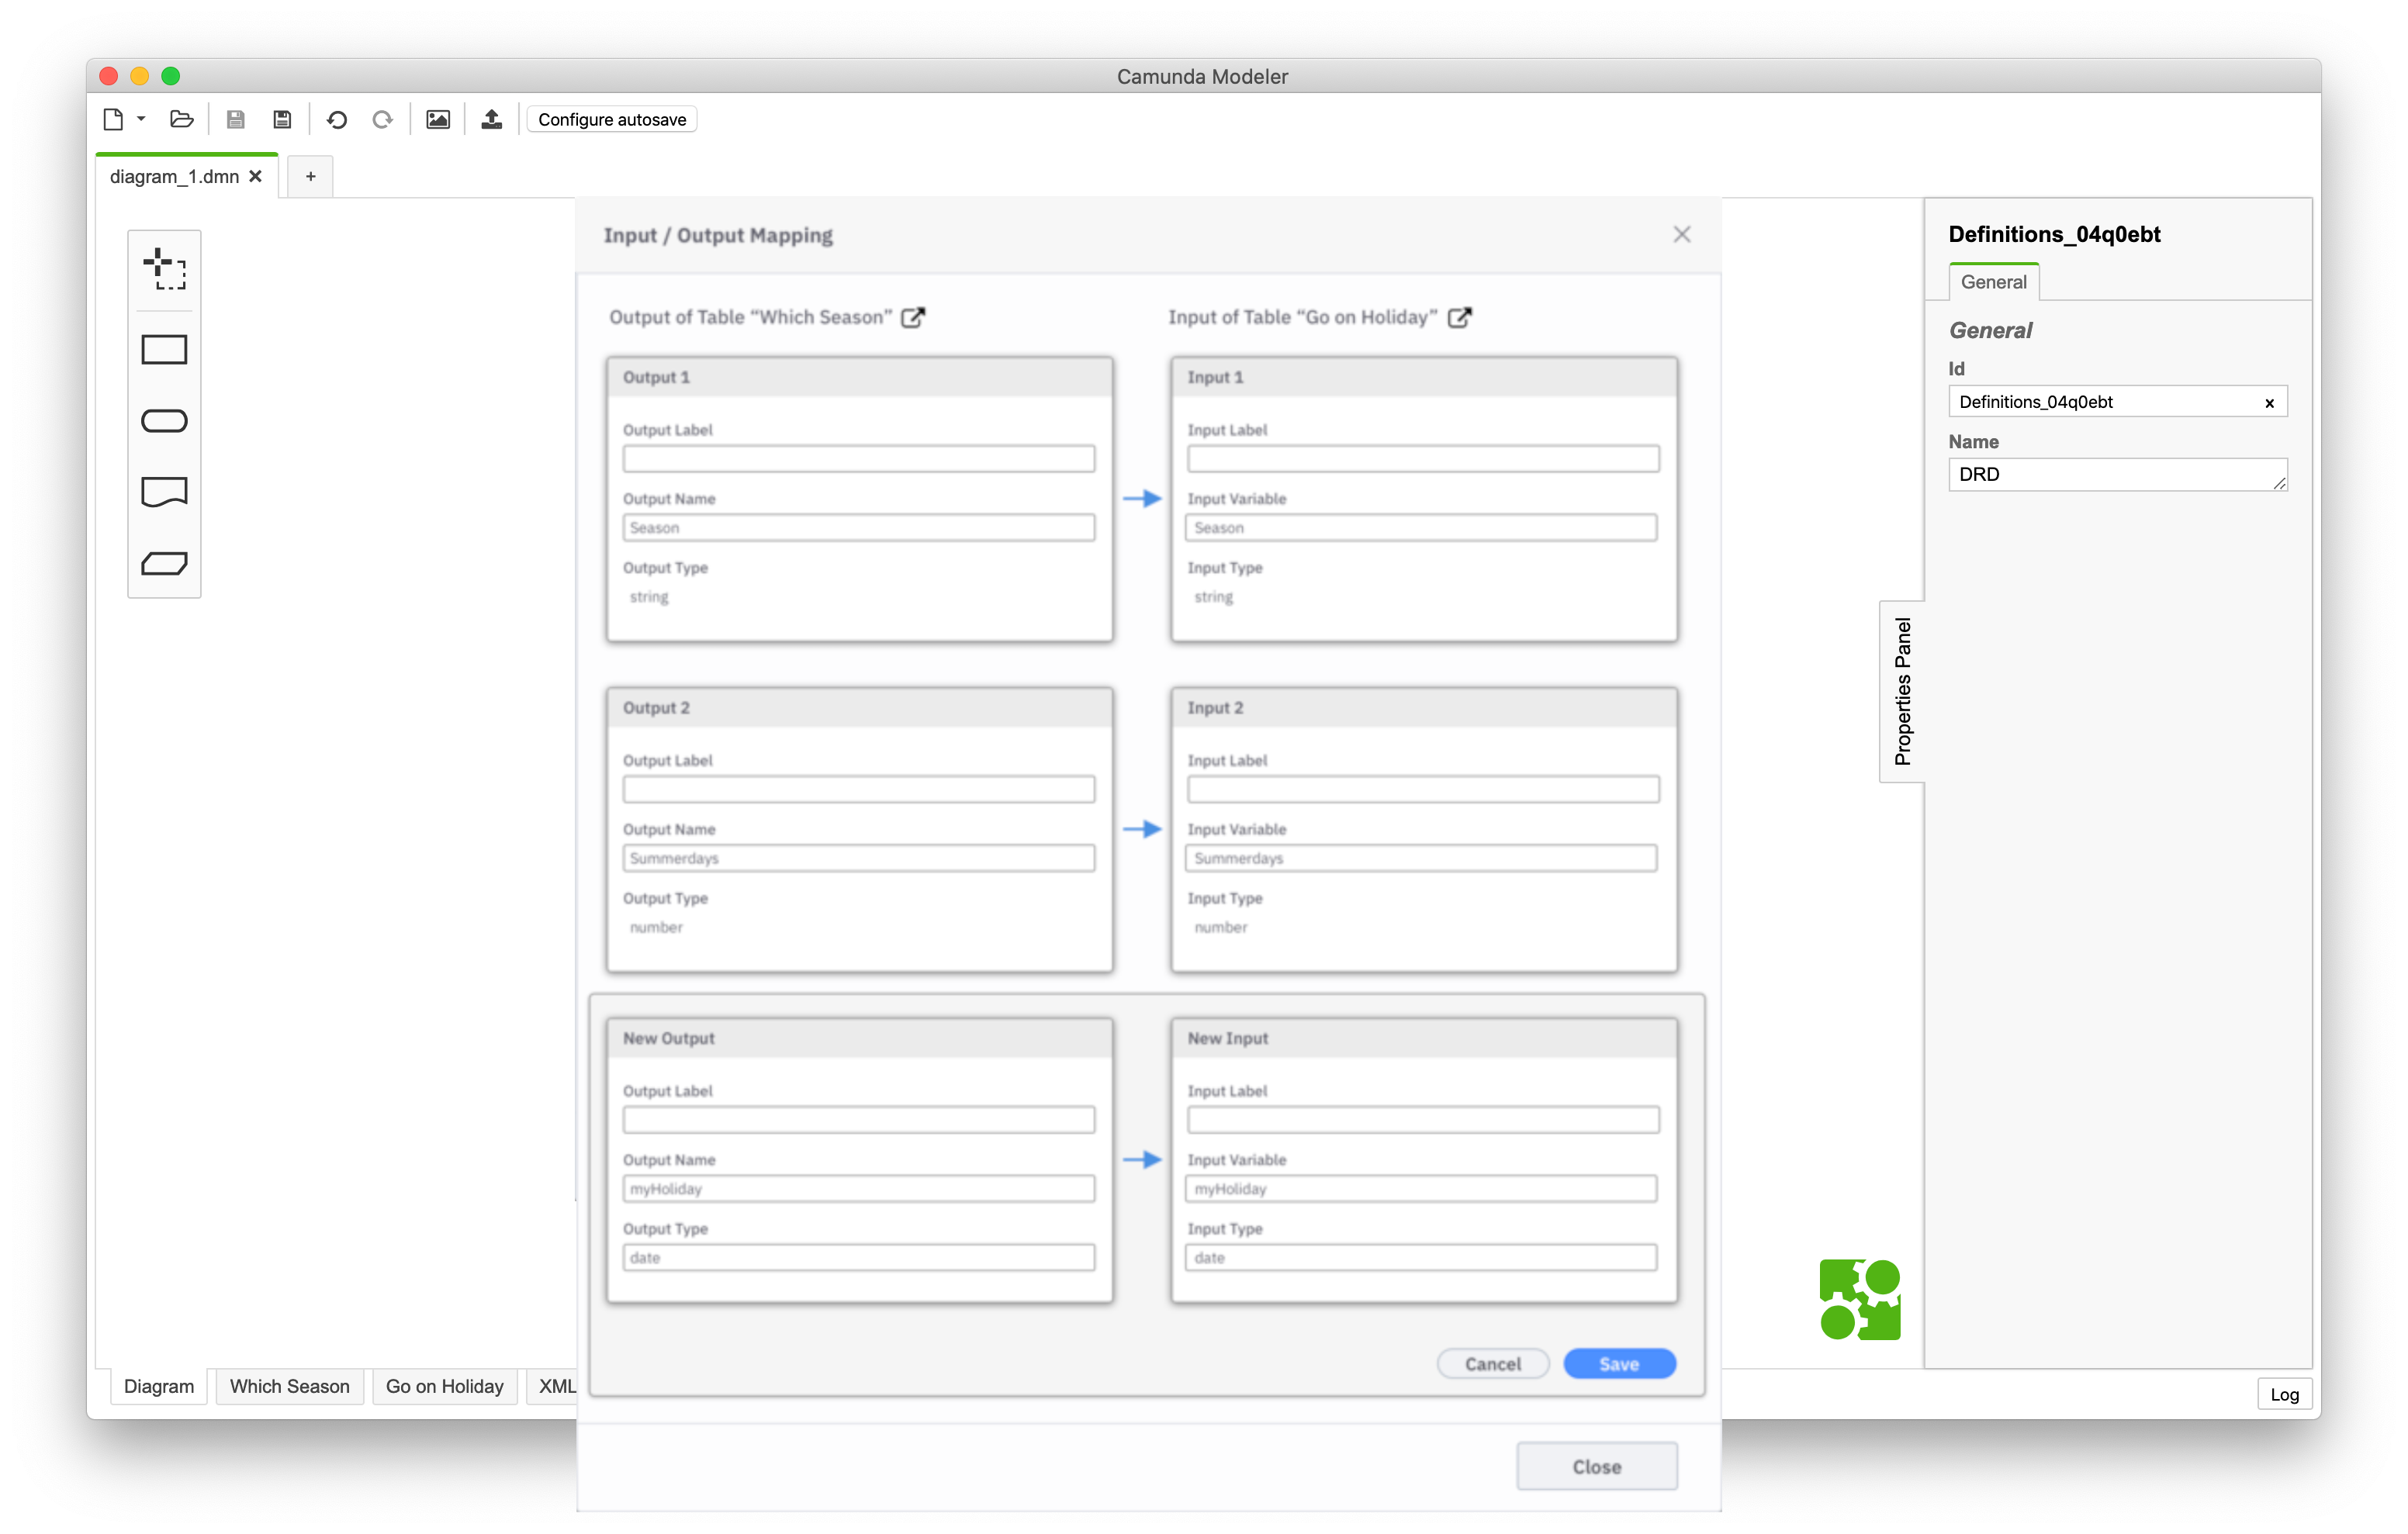 Camunda Modeler
Configure autosave
diagram_1.dmn
+
Input / Output Mapping
Output of Table “Which Season”
Input of Table “Go on Holiday”
Output 1
Output Label
Output Name
Season
Output Type
string
Input 1
Input Label
Input Variable
Season
Input Type
string
Output 2
Output Label
Output Name
Summerdays
Output Type
number
Input 2
Input Label
Input Variable
Summerdays
Input Type
number
New Output
Output Label
Output Name
myHoliday
Output Type
date
New Input
Input Label
Input Variable
myHoliday
Input Type
date
Cancel
Save
Close
Definitions_04q0ebt
General
General
Id
Definitions_04q0ebt
Name
DRD
Properties Panel
Diagram
Which Season
Go on Holiday
XML
Log